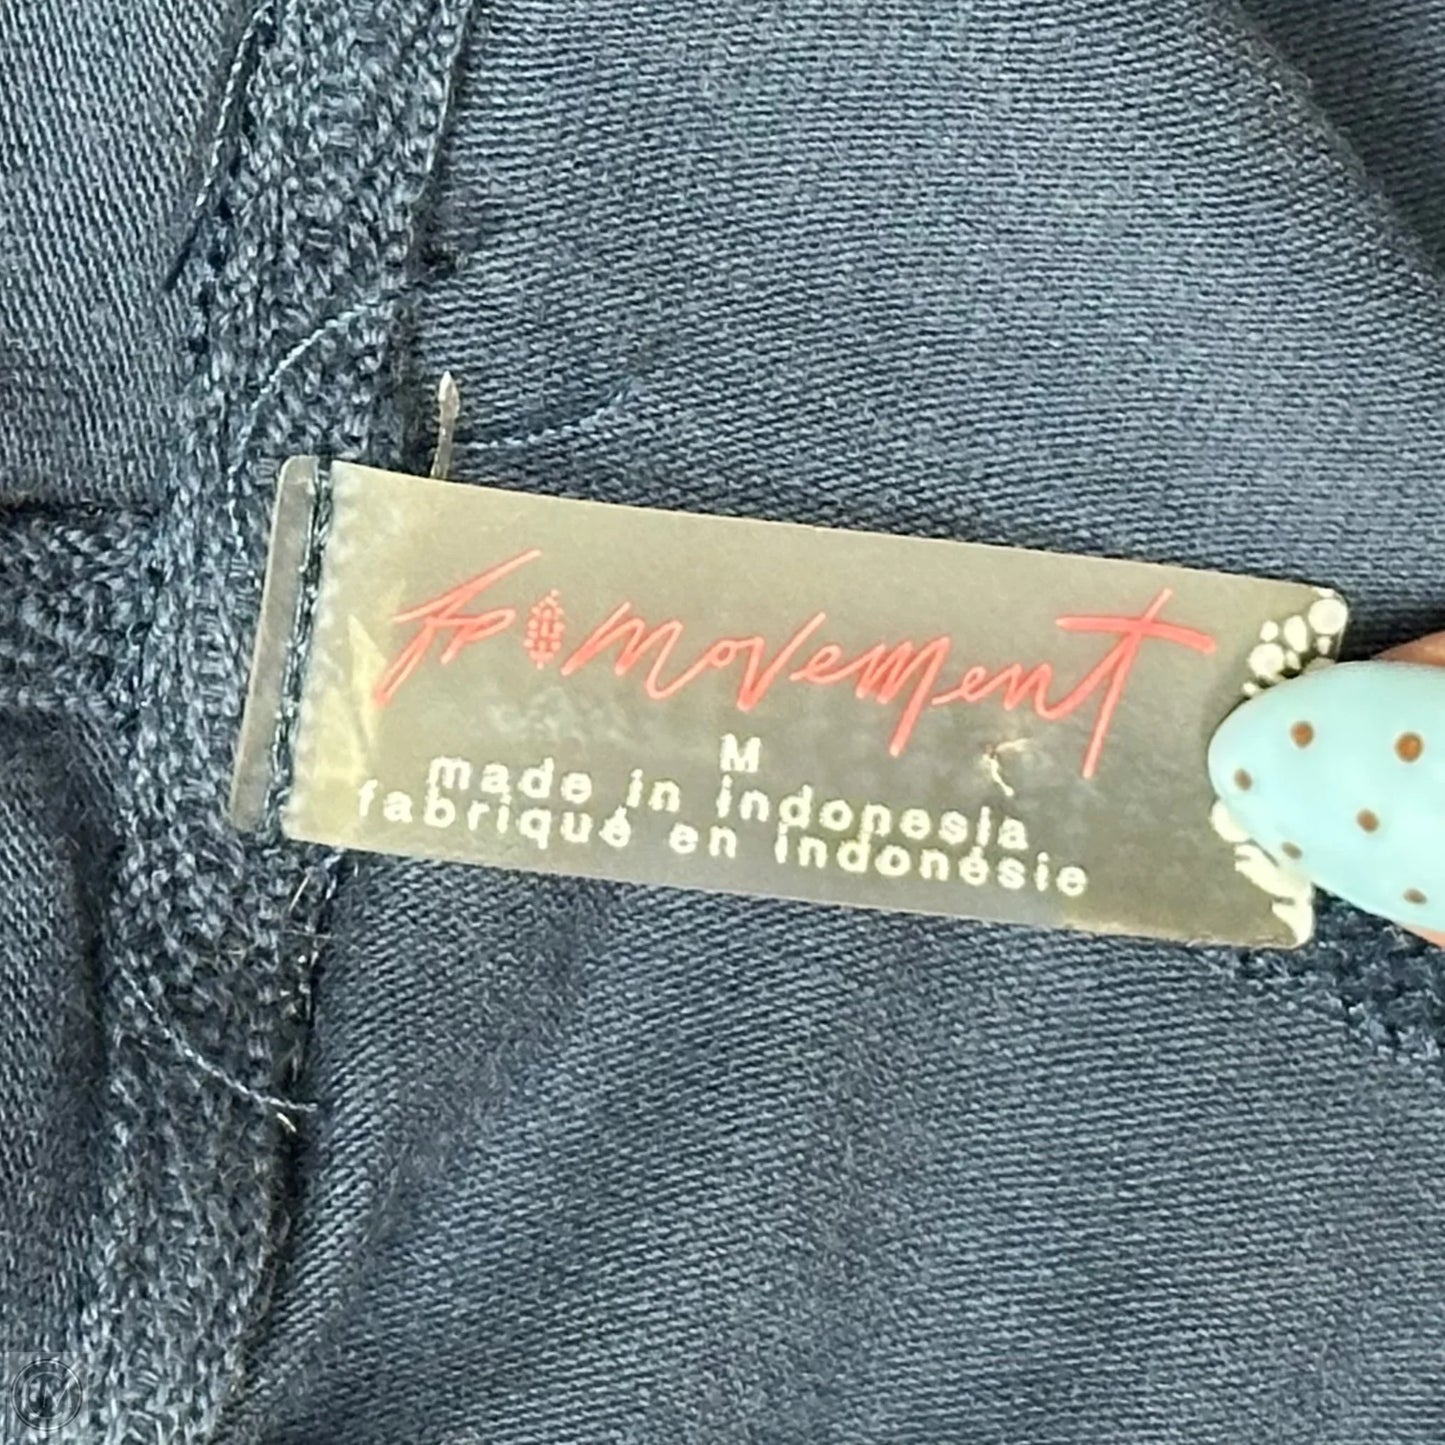 fp movement
M
made in indonesia
fabriqué en indonésie